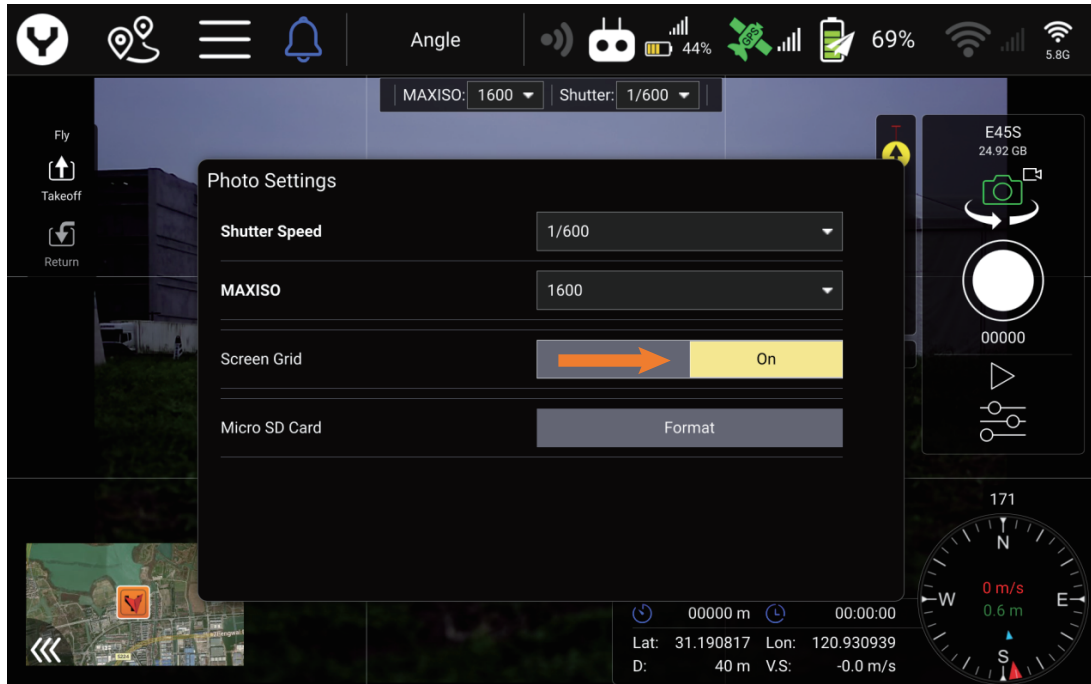 Angle
44%
GPS
69%
5.8G
MAXISO: 1600 Shutter: 1/600
Fly
Takeoff
Return
E45S
24.92 GB
00000
Photo Settings
Shutter Speed 1/600
MAXISO 1600
Screen Grid On
Micro SD Card Format
171
N
W E
S
0 m/s
0.6 m
00000 m 00:00:00
Lat: 31.190817 Lon: 120.930939
D: 40 m V.S: -0.0 m/s
S224